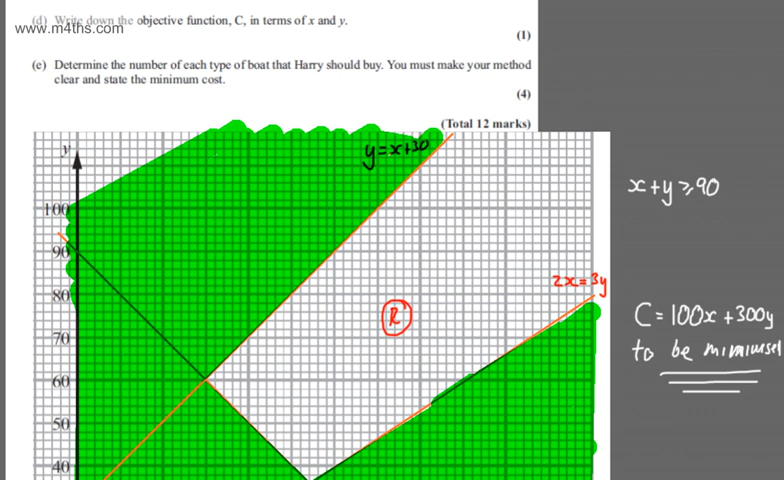 (d) Write down the objective function, C, in terms of x and y.
www.m4ths.com
(1)
(e) Determine the number of each type of boat that Harry should buy. You must make your method
clear and state the minimum cost.
(4)
(Total 12 marks)
y
y=x+30
100
90
80
70
60
50
40
R
2x=3y
x+y≥90
C=100x+300y
to be minimised